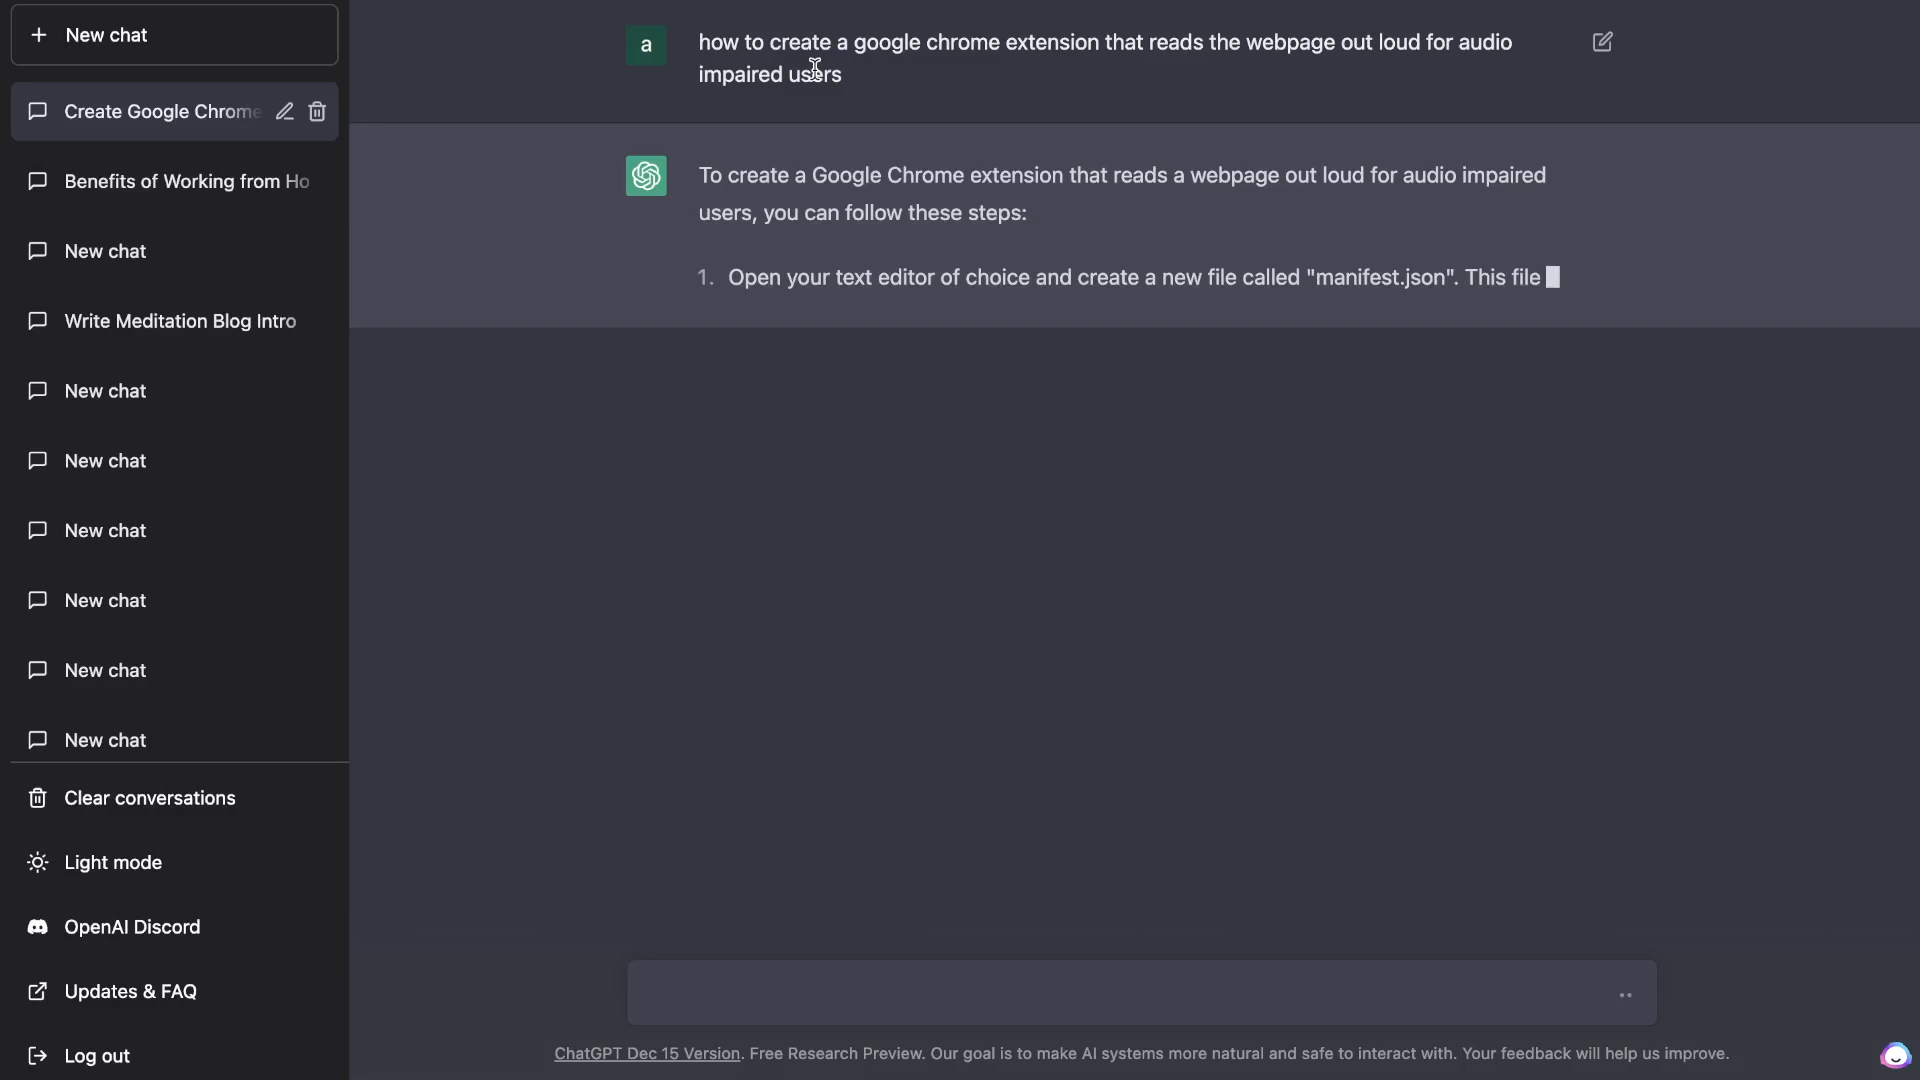 New chat
Create Google Chrome
Benefits of Working from Ho
New chat
Write Meditation Blog Intro
New chat
New chat
New chat
New chat
New chat
New chat
Clear conversations
Light mode
OpenAI Discord
Updates & FAQ
Log out
a
how to create a google chrome extension that reads the webpage out loud for audio
impaired users
To create a Google Chrome extension that reads a webpage out loud for audio impaired
users, you can follow these steps:
1. Open your text editor of choice and create a new file called "manifest.json". This file
ChatGPT Dec 15 Version. Free Research Preview. Our goal is to make AI systems more natural and safe to interact with. Your feedback will help us improve.